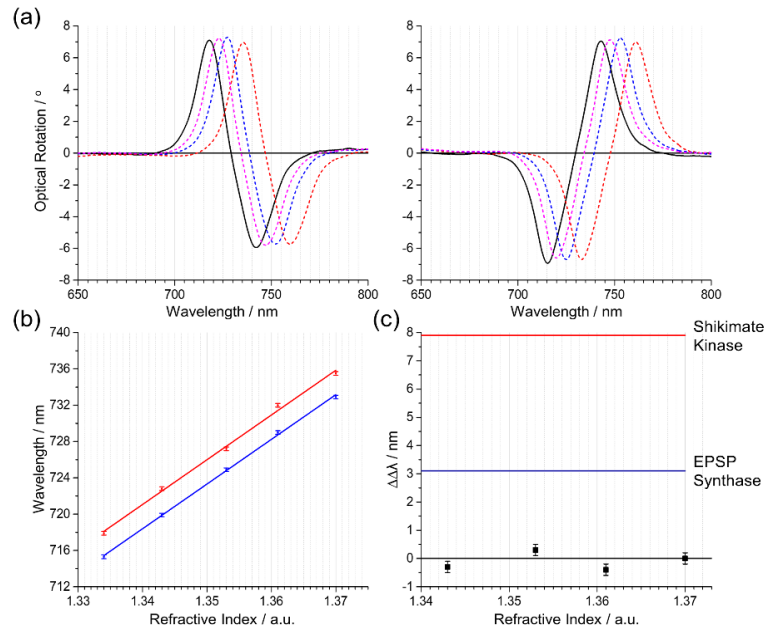 (a)
8
6
4
2
0
-2
-4
-6
-8
Optical Rotation / º
650 700 750 800
Wavelength / nm
8
6
4
2
0
-2
-4
-6
-8
650 700 750 800
Wavelength / nm
(b)
740
736
732
728
724
720
716
712
Wavelength / nm
1.33 1.34 1.35 1.36 1.37
Refractive Index / a.u.
(c)
8
7
6
5
4
3
2
1
0
-1
ΔΔλ / nm
1.34 1.35 1.36 1.37
Refractive Index / a.u.
Shikimate
Kinase
EPSP
Synthase